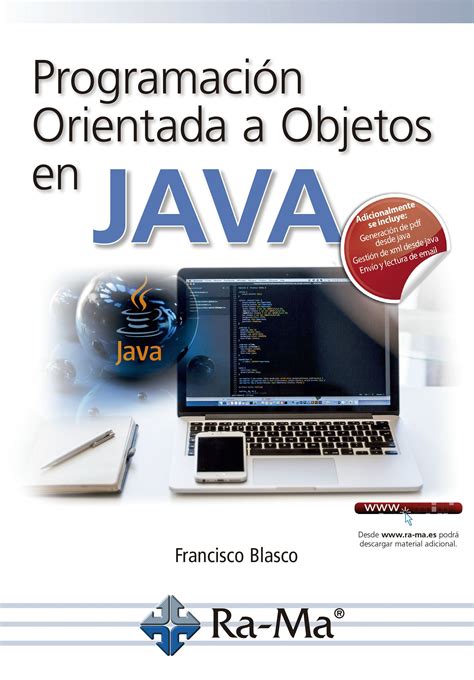 Programación
Orientada a Objetos
en JAVA
Adicionalmente
se incluye:
Generación de pdf
desde java
Gestión de xml desde java
Envío y lectura de email
Java
www
Desde www.ra-ma.es podrá
descargar material adicional.
Francisco Blasco
Ra-Ma®